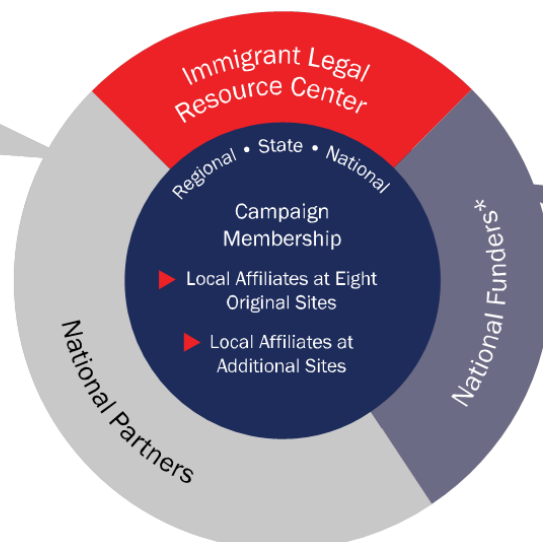 Immigrant Legal
Resource Center
Regional • State • National
Campaign
Membership
Local Affiliates at Eight
Original Sites
Local Affiliates at
Additional Sites
National Partners
National Funders*